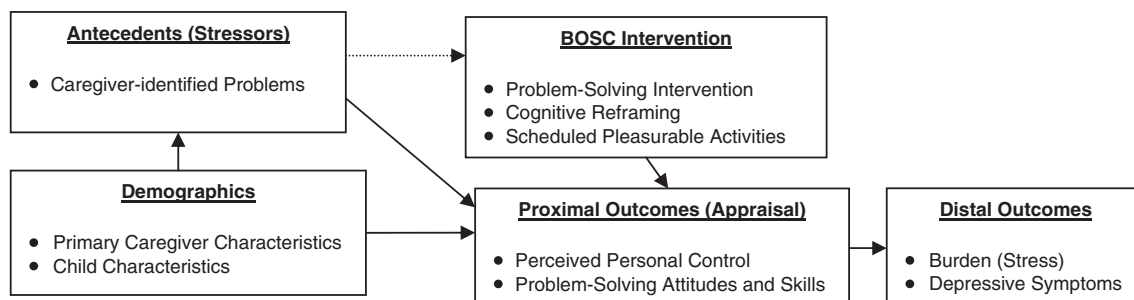 Antecedents (Stressors)
• Caregiver-identified Problems
BOSC Intervention
• Problem-Solving Intervention
• Cognitive Reframing
• Scheduled Pleasurable Activities
Demographics
• Primary Caregiver Characteristics
• Child Characteristics
Proximal Outcomes (Appraisal)
• Perceived Personal Control
• Problem-Solving Attitudes and Skills
Distal Outcomes
• Burden (Stress)
• Depressive Symptoms